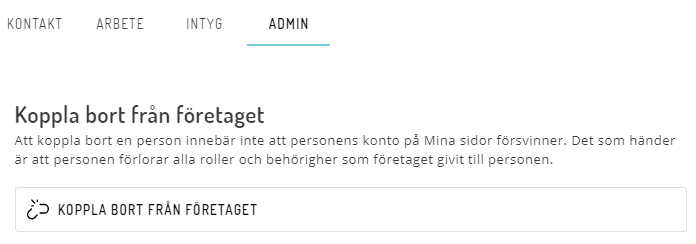 KONTAKT ARBETE INTYG ADMIN
Koppla bort från företaget
Att koppla bort en person innebär inte att personens konto på Mina sidor försvinner. Det som händer
är att personen förlorar alla roller och behörigher som företaget givit till personen.
KOPPLA BORT FRÅN FÖRETAGET